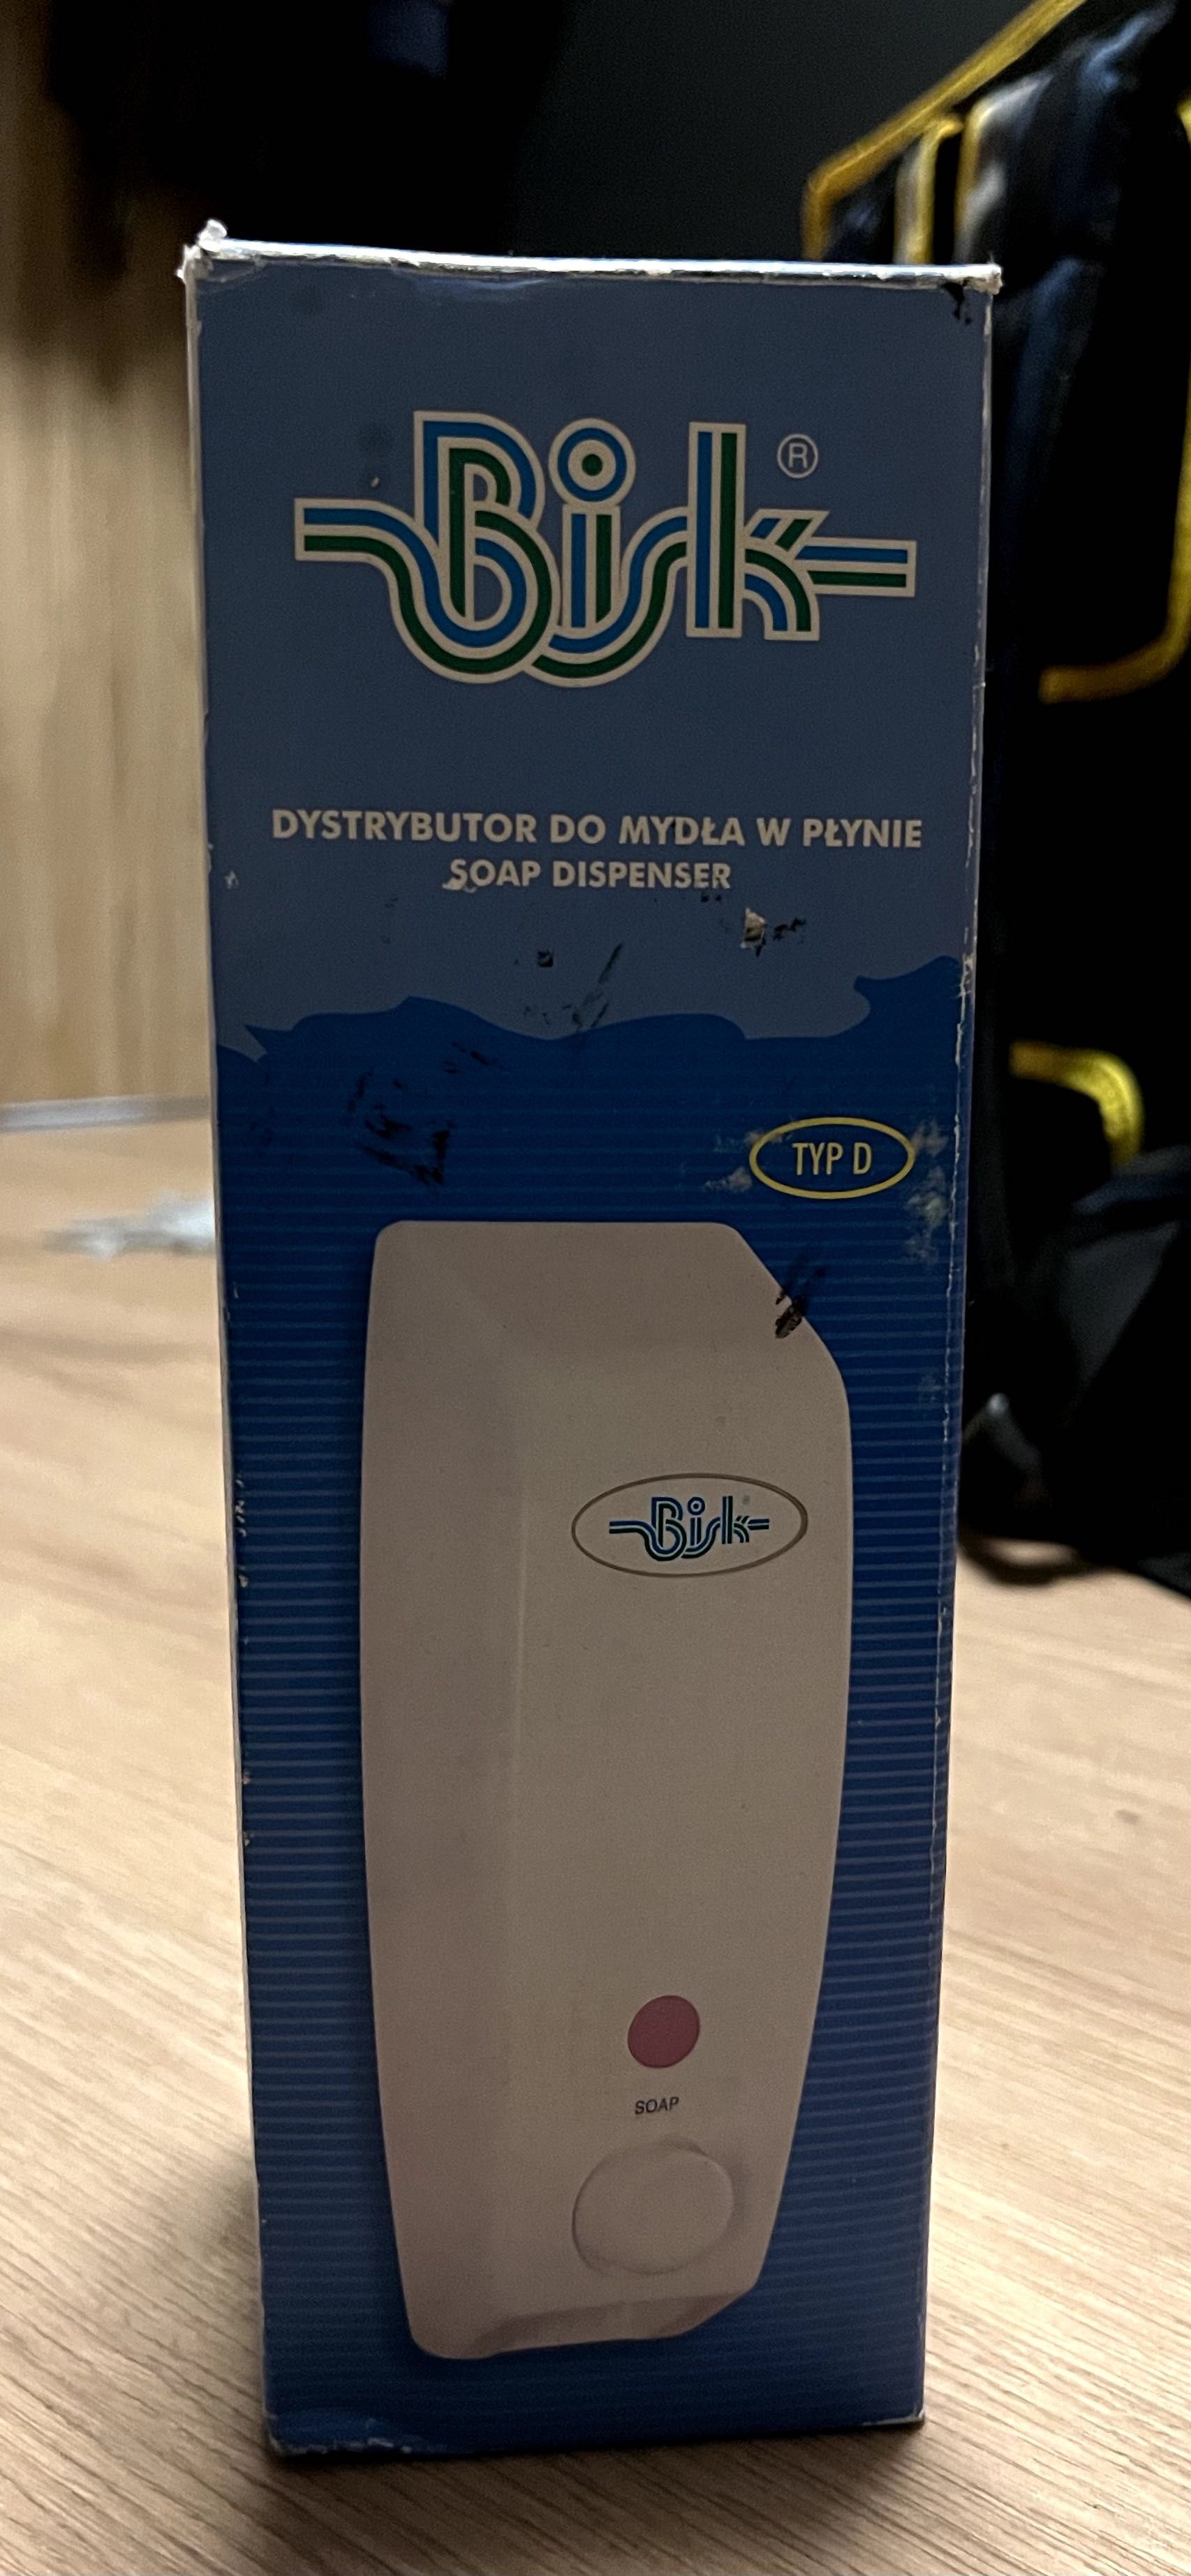 Bisk®
DYSTRYBUTOR DO MYDŁA W PŁYNIE
SOAP DISPENSER
TYP D
Bisk
SOAP